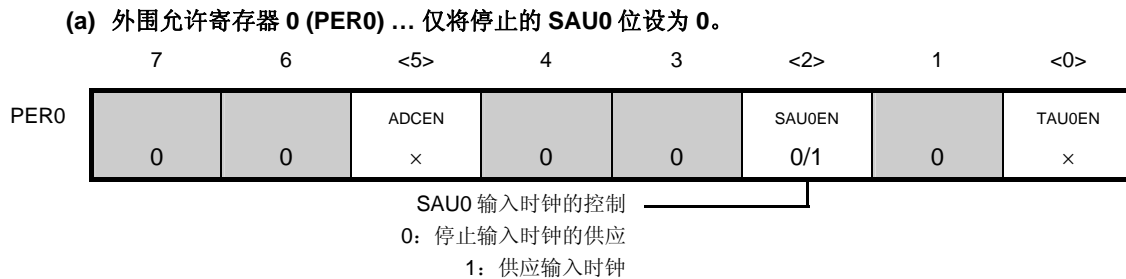 (a) 外围允许寄存器 0 (PER0) … 仅将停止的 SAU0 位设为 0。
7 6 <5> 4 3 <2> 1 <0>
PER0 ADCEN SAU0EN TAU0EN
0 0 × 0 0 0/1 0 ×
SAU0 输入时钟的控制
0：停止输入时钟的供应
1：供应输入时钟